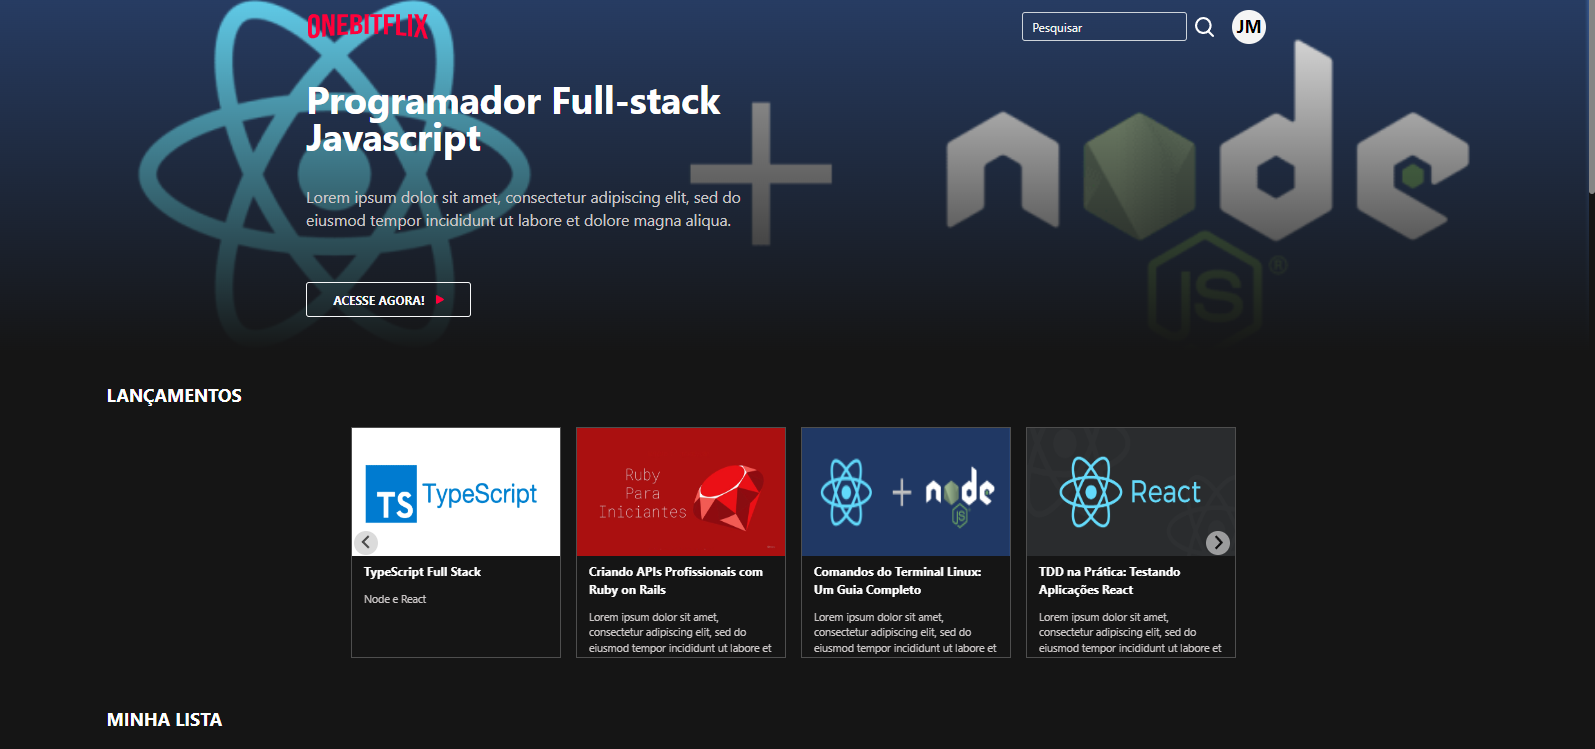 ONEBITFLIX
Pesquisar
JM
Programador Full-stack
Javascript
Lorem ipsum dolor sit amet, consectetur adipiscing elit, sed do
eiusmod tempor incididunt ut labore et dolore magna aliqua.
ACESSE AGORA!
node
JS
®
LANÇAMENTOS
TS TypeScript
TypeScript Full Stack
Node e React
Ruby
Para
Iniciantes
Criando APIs Profissionais com
Ruby on Rails
Lorem ipsum dolor sit amet,
consectetur adipiscing elit, sed do
eiusmod tempor incididunt ut labore et
node
JS
Comandos do Terminal Linux:
Um Guia Completo
Lorem ipsum dolor sit amet,
consectetur adipiscing elit, sed do
eiusmod tempor incididunt ut labore et
React
TDD na Prática: Testando
Aplicações React
Lorem ipsum dolor sit amet,
consectetur adipiscing elit, sed do
eiusmod tempor incididunt ut labore et
MINHA LISTA